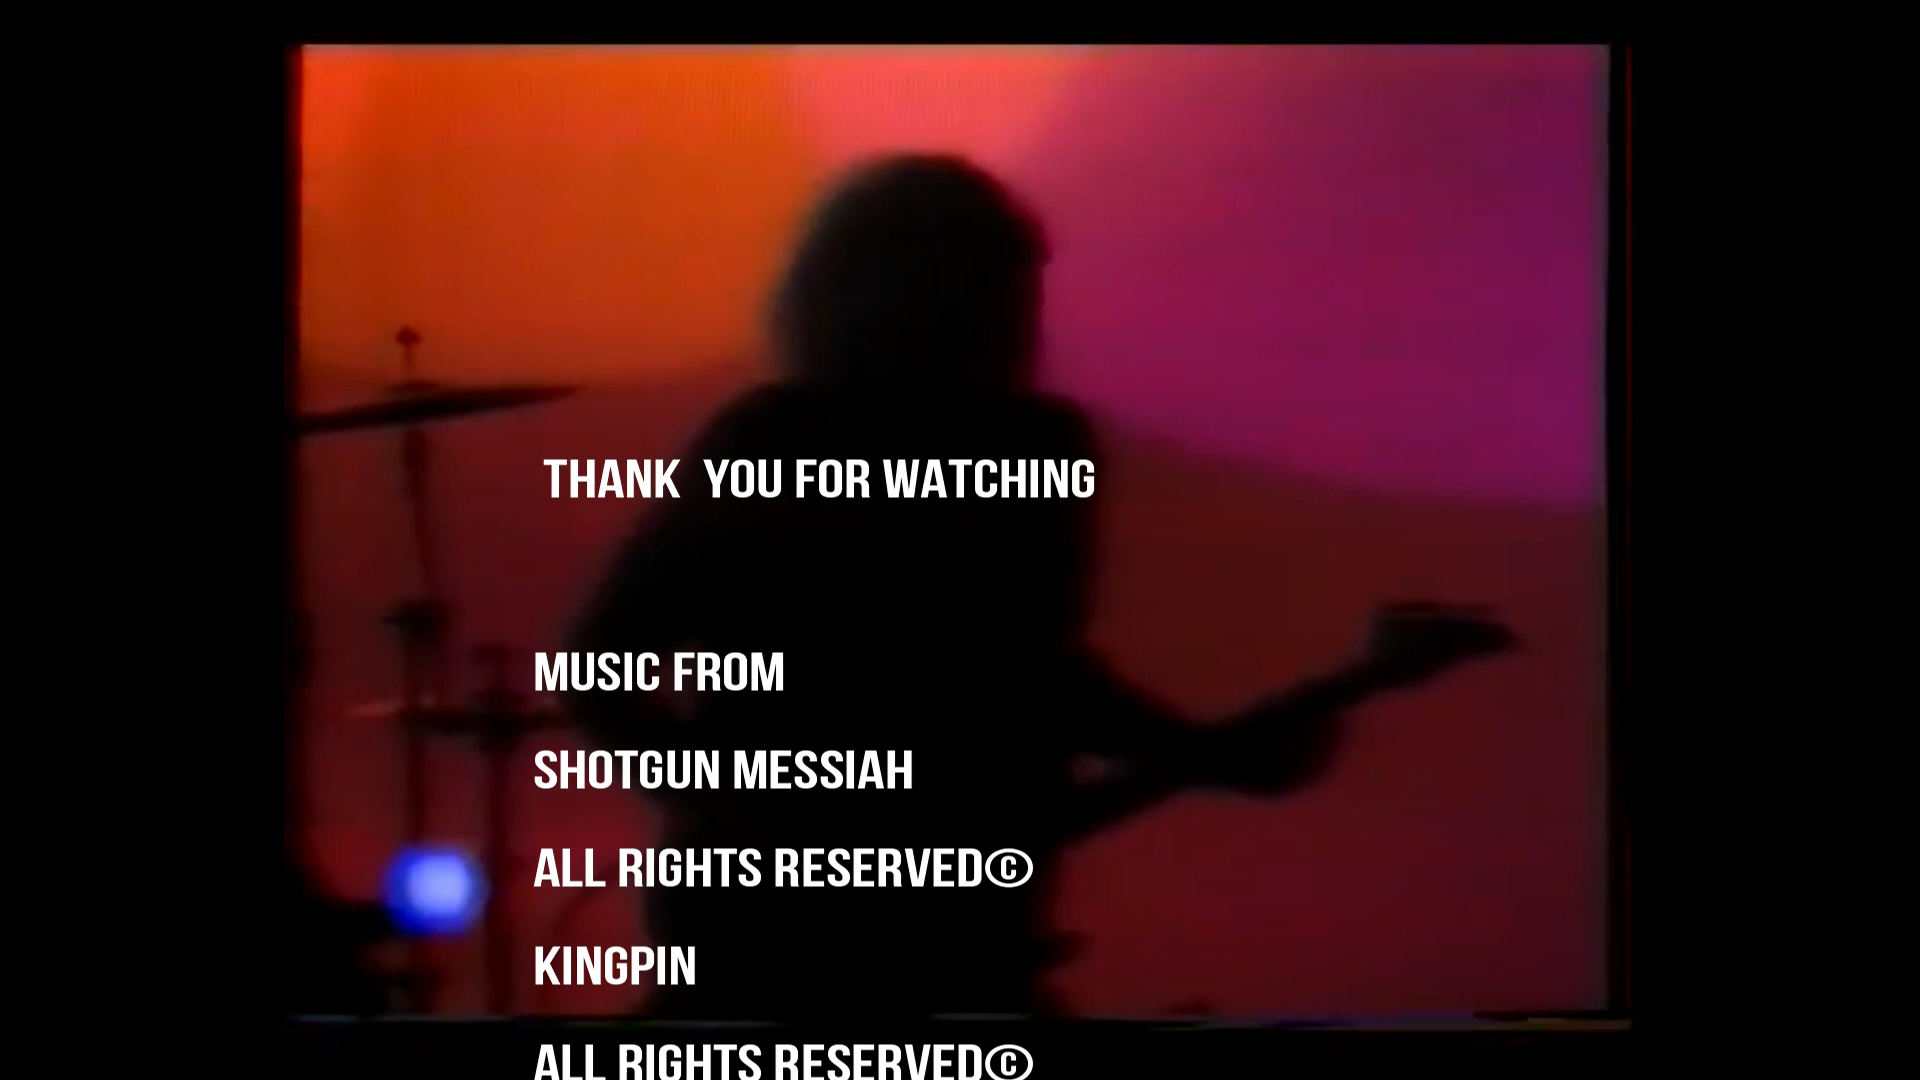 THANK  YOU FOR WATCHING
MUSIC FROM
SHOTGUN MESSIAH
ALL RIGHTS RESERVED©
KINGPIN
ALL RIGHTS RESERVED©